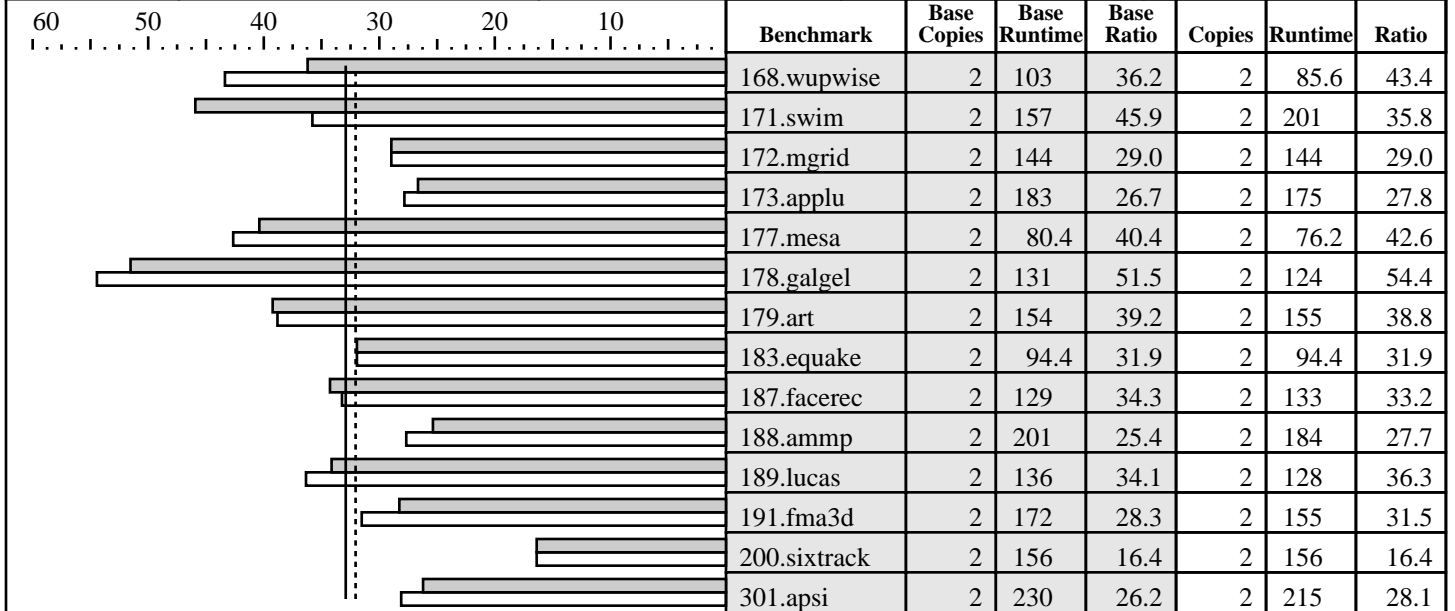 60 50 40 30 20 10
Benchmark Base Copies Base Runtime Base Ratio Copies Runtime Ratio
168.wupwise 2 103 36.2 2 85.6 43.4
171.swim 2 157 45.9 2 201 35.8
172.mgrid 2 144 29.0 2 144 29.0
173.applu 2 183 26.7 2 175 27.8
177.mesa 2 80.4 40.4 2 76.2 42.6
178.galgel 2 131 51.5 2 124 54.4
179.art 2 154 39.2 2 155 38.8
183.equake 2 94.4 31.9 2 94.4 31.9
187.facerec 2 129 34.3 2 133 33.2
188.ammp 2 201 25.4 2 184 27.7
189.lucas 2 136 34.1 2 128 36.3
191.fma3d 2 172 28.3 2 155 31.5
200.sixtrack 2 156 16.4 2 156 16.4
301.apsi 2 230 26.2 2 215 28.1